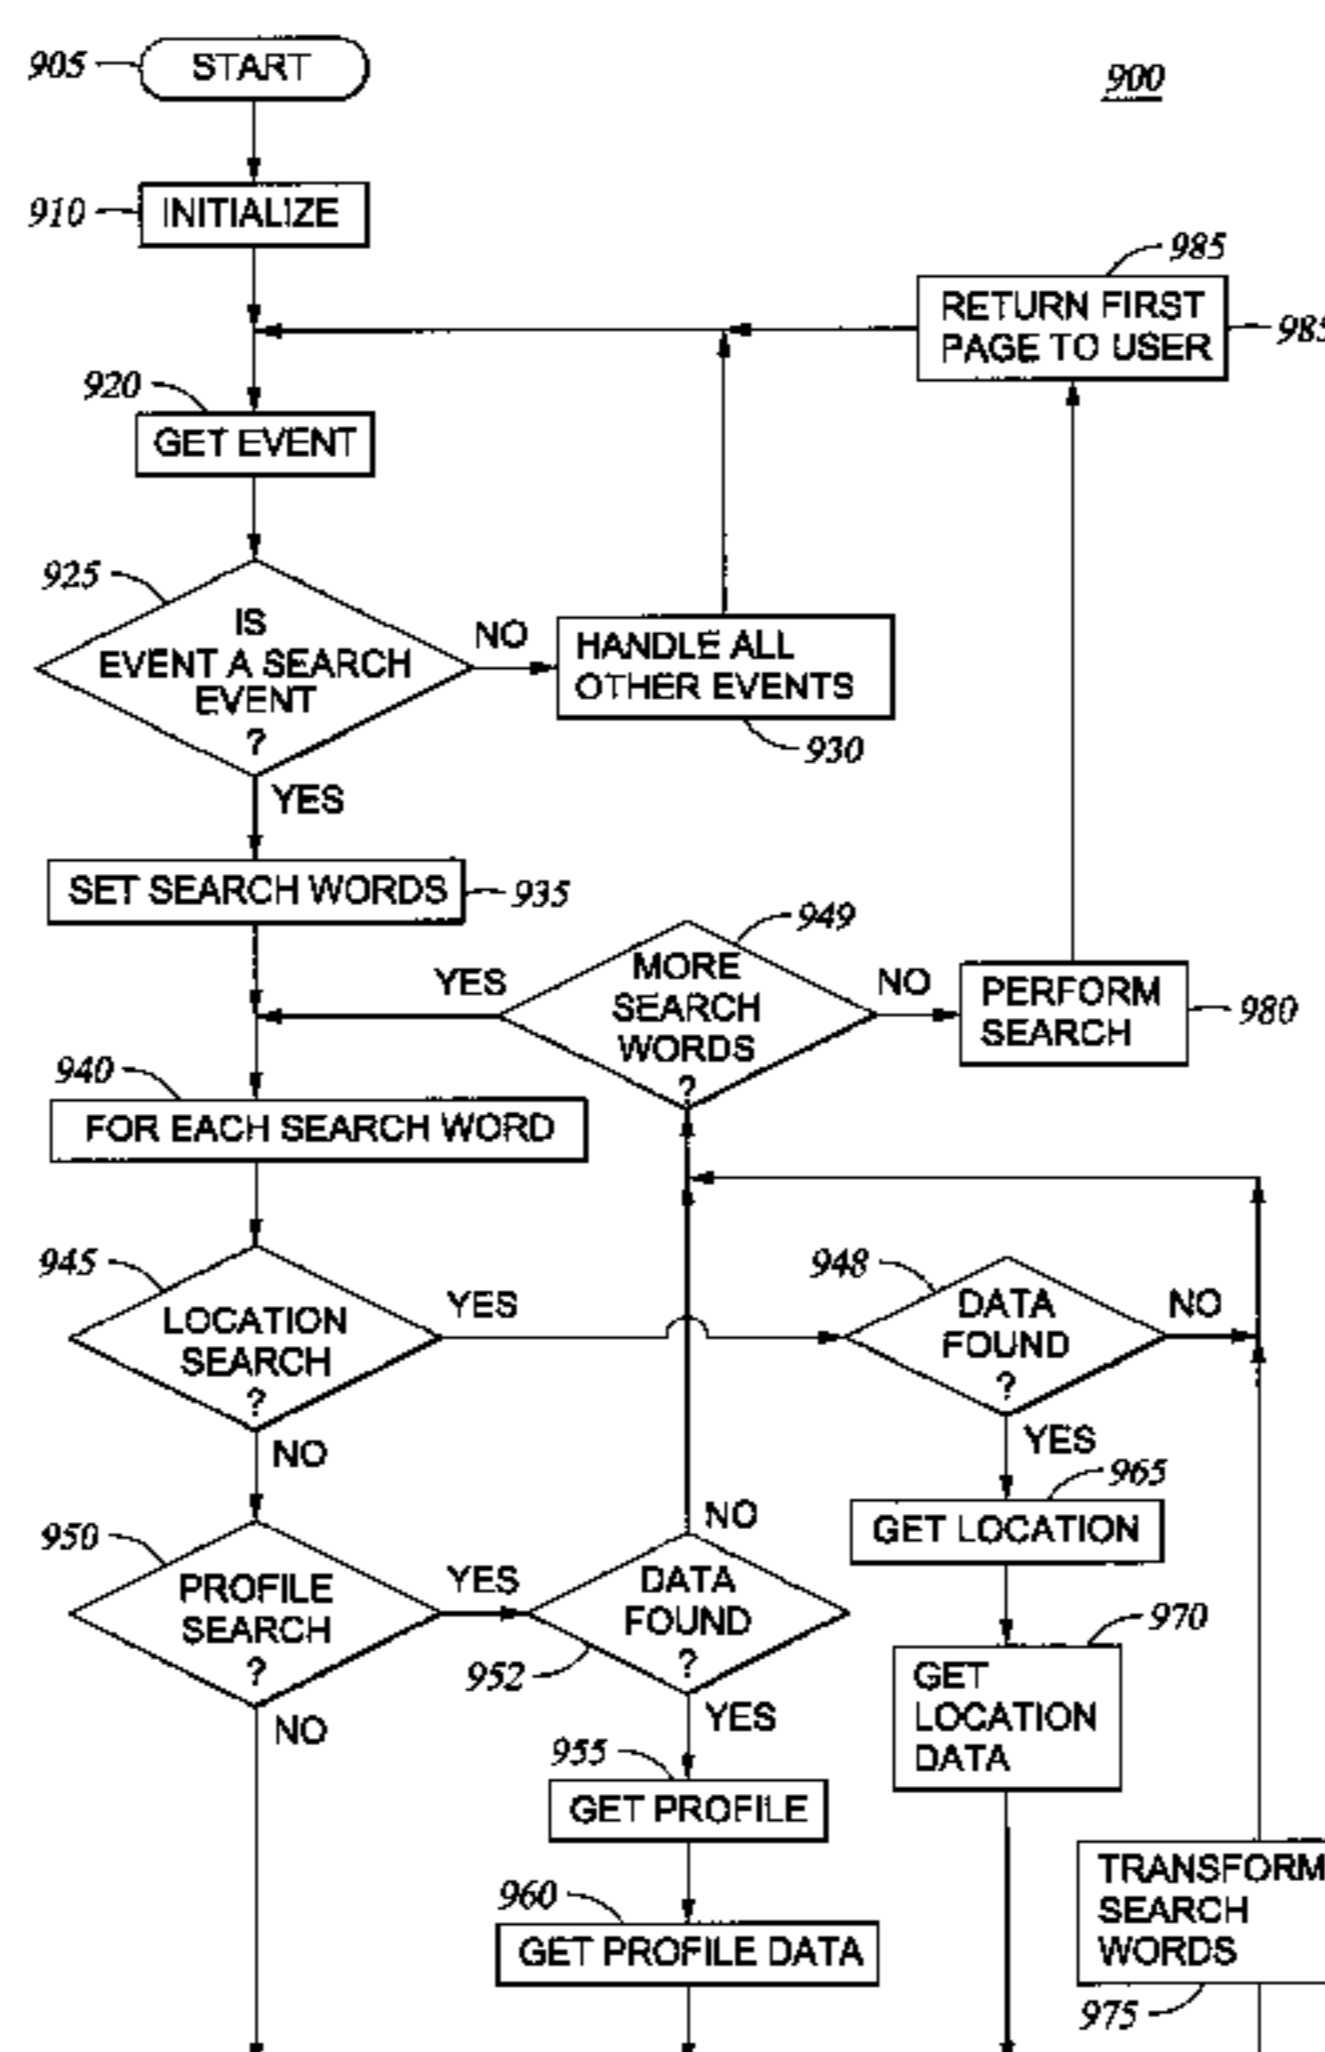 905
START
900
910
INITIALIZE
985
RETURN FIRST
PAGE TO USER
985
920
GET EVENT
925
IS
EVENT A SEARCH
EVENT
?
NO
HANDLE ALL
OTHER EVENTS
930
YES
SET SEARCH WORDS
935
949
MORE
SEARCH
WORDS
?
YES
NO
PERFORM
SEARCH
980
940
FOR EACH SEARCH WORD
945
LOCATION
SEARCH
?
YES
948
DATA
FOUND
?
NO
NO
YES
965
GET LOCATION
950
PROFILE
SEARCH
?
YES
NO
DATA
FOUND
?
952
970
GET
LOCATION
DATA
NO
YES
955
GET PROFILE
960
GET PROFILE DATA
TRANSFORM
SEARCH
WORDS
975